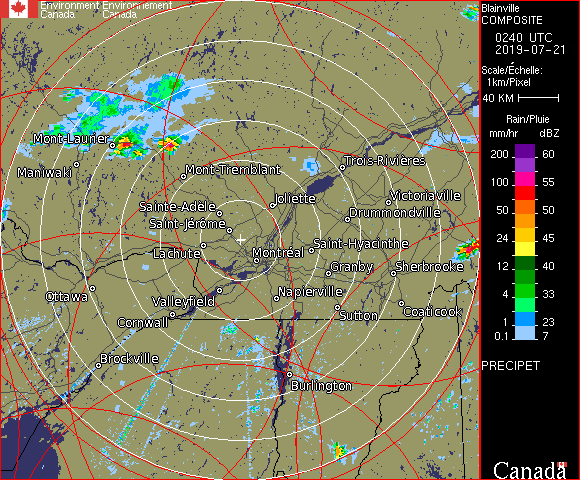 Environment Environnement
Canada Canada
Blainville
COMPOSITE
0240 UTC
2019-07-21
Scale/Échelle:
1km/Pixel
40 KM
Rain/Pluie
mm/hr dBZ
200 60
100 55
50 50
24 45
12 40
4 33
1 23
0.1 7
PRECIPET
Canada
Mont-Laurier
Maniwaki
Mont-Tremblant
Trois-Rivières
Joliette
Victoriaville
Sainte-Adele
Drummondville
Saint-Jérôme
Saint-Hyacinthe
Lachute
Montréal
Granby
Sherbrooke
Ottawa
Valleyfield
Napierville
Cornwall
Sutton
Coaticook
Brockville
Burlington